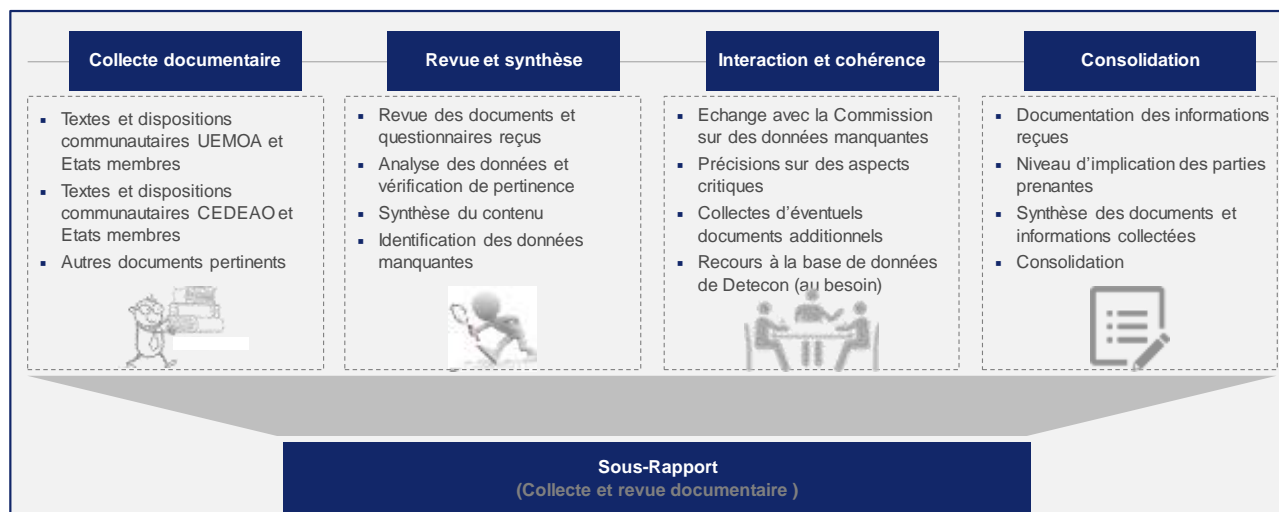 Collecte documentaire
Textes et dispositions
communautaires UEMOA et
Etats membres
Textes et dispositions
communautaires CEDEAO et
Etats membres
Autres documents pertinents
Revue et synthèse
Revue des documents et
questionnaires reçus
Analyse des données et
vérification de pertinence
Synthèse du contenu
Identification des données
manquantes
Interaction et cohérence
Echange avec la Commission
sur des données manquantes
Précisions sur des aspects
critiques
Collectes d'éventuels
documents additionnels
Recours à la base de données
de Detecon (au besoin)
Consolidation
Documentation des informations
reçues
Niveau d'implication des parties
prenantes
Synthèse des documents et
informations collectées
Consolidation
Sous-Rapport
(Collecte et revue documentaire )